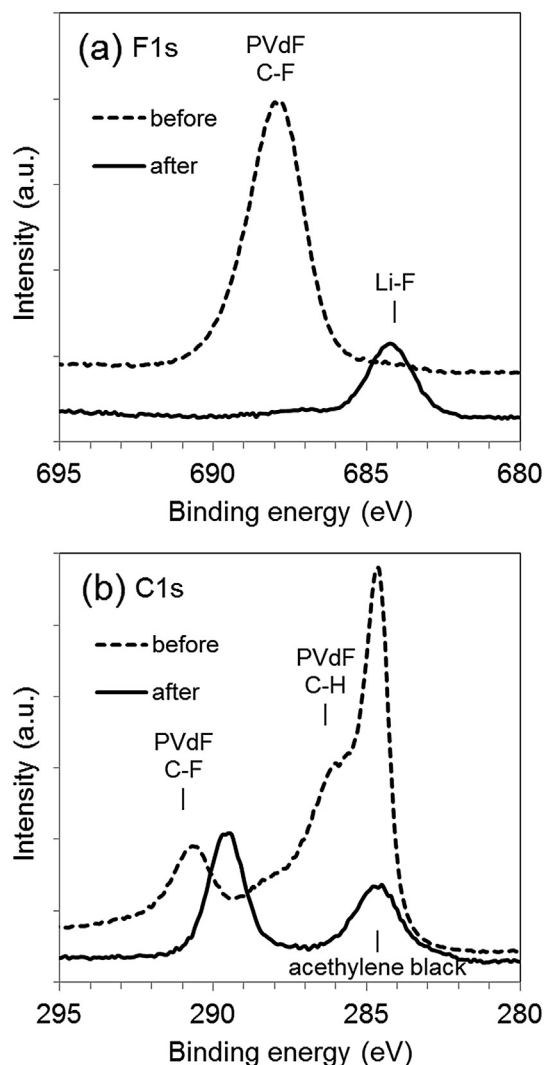 (a) F1s
PVdF
C-F
before
after
Li-F
Intensity (a.u.)
695 690 685 680
Binding energy (eV)
(b) C1s
before
after
PVdF
C-H
PVdF
C-F
acethylene black
Intensity (a.u.)
295 290 285 280
Binding energy (eV)